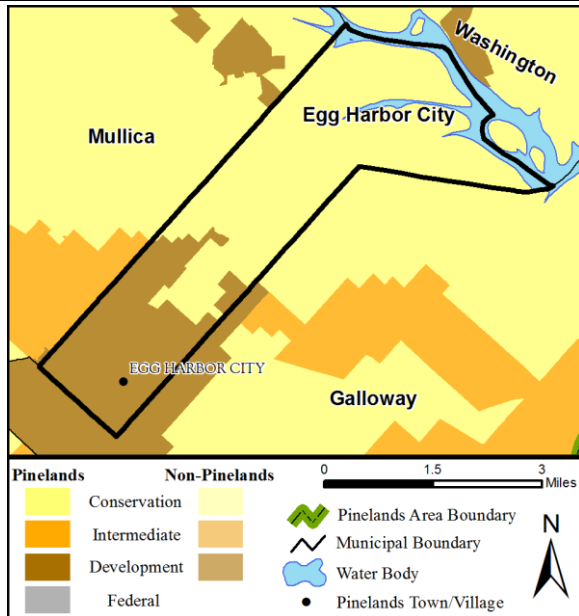 Washington
Egg Harbor City
Mullica
EGG HARBOR CITY
Galloway
Pinelands Non-Pinelands
Conservation
Intermediate
Development
Federal
0 1.5 3
Miles
Pinelands Area Boundary
Municipal Boundary
Water Body
Pinelands Town/Village
N